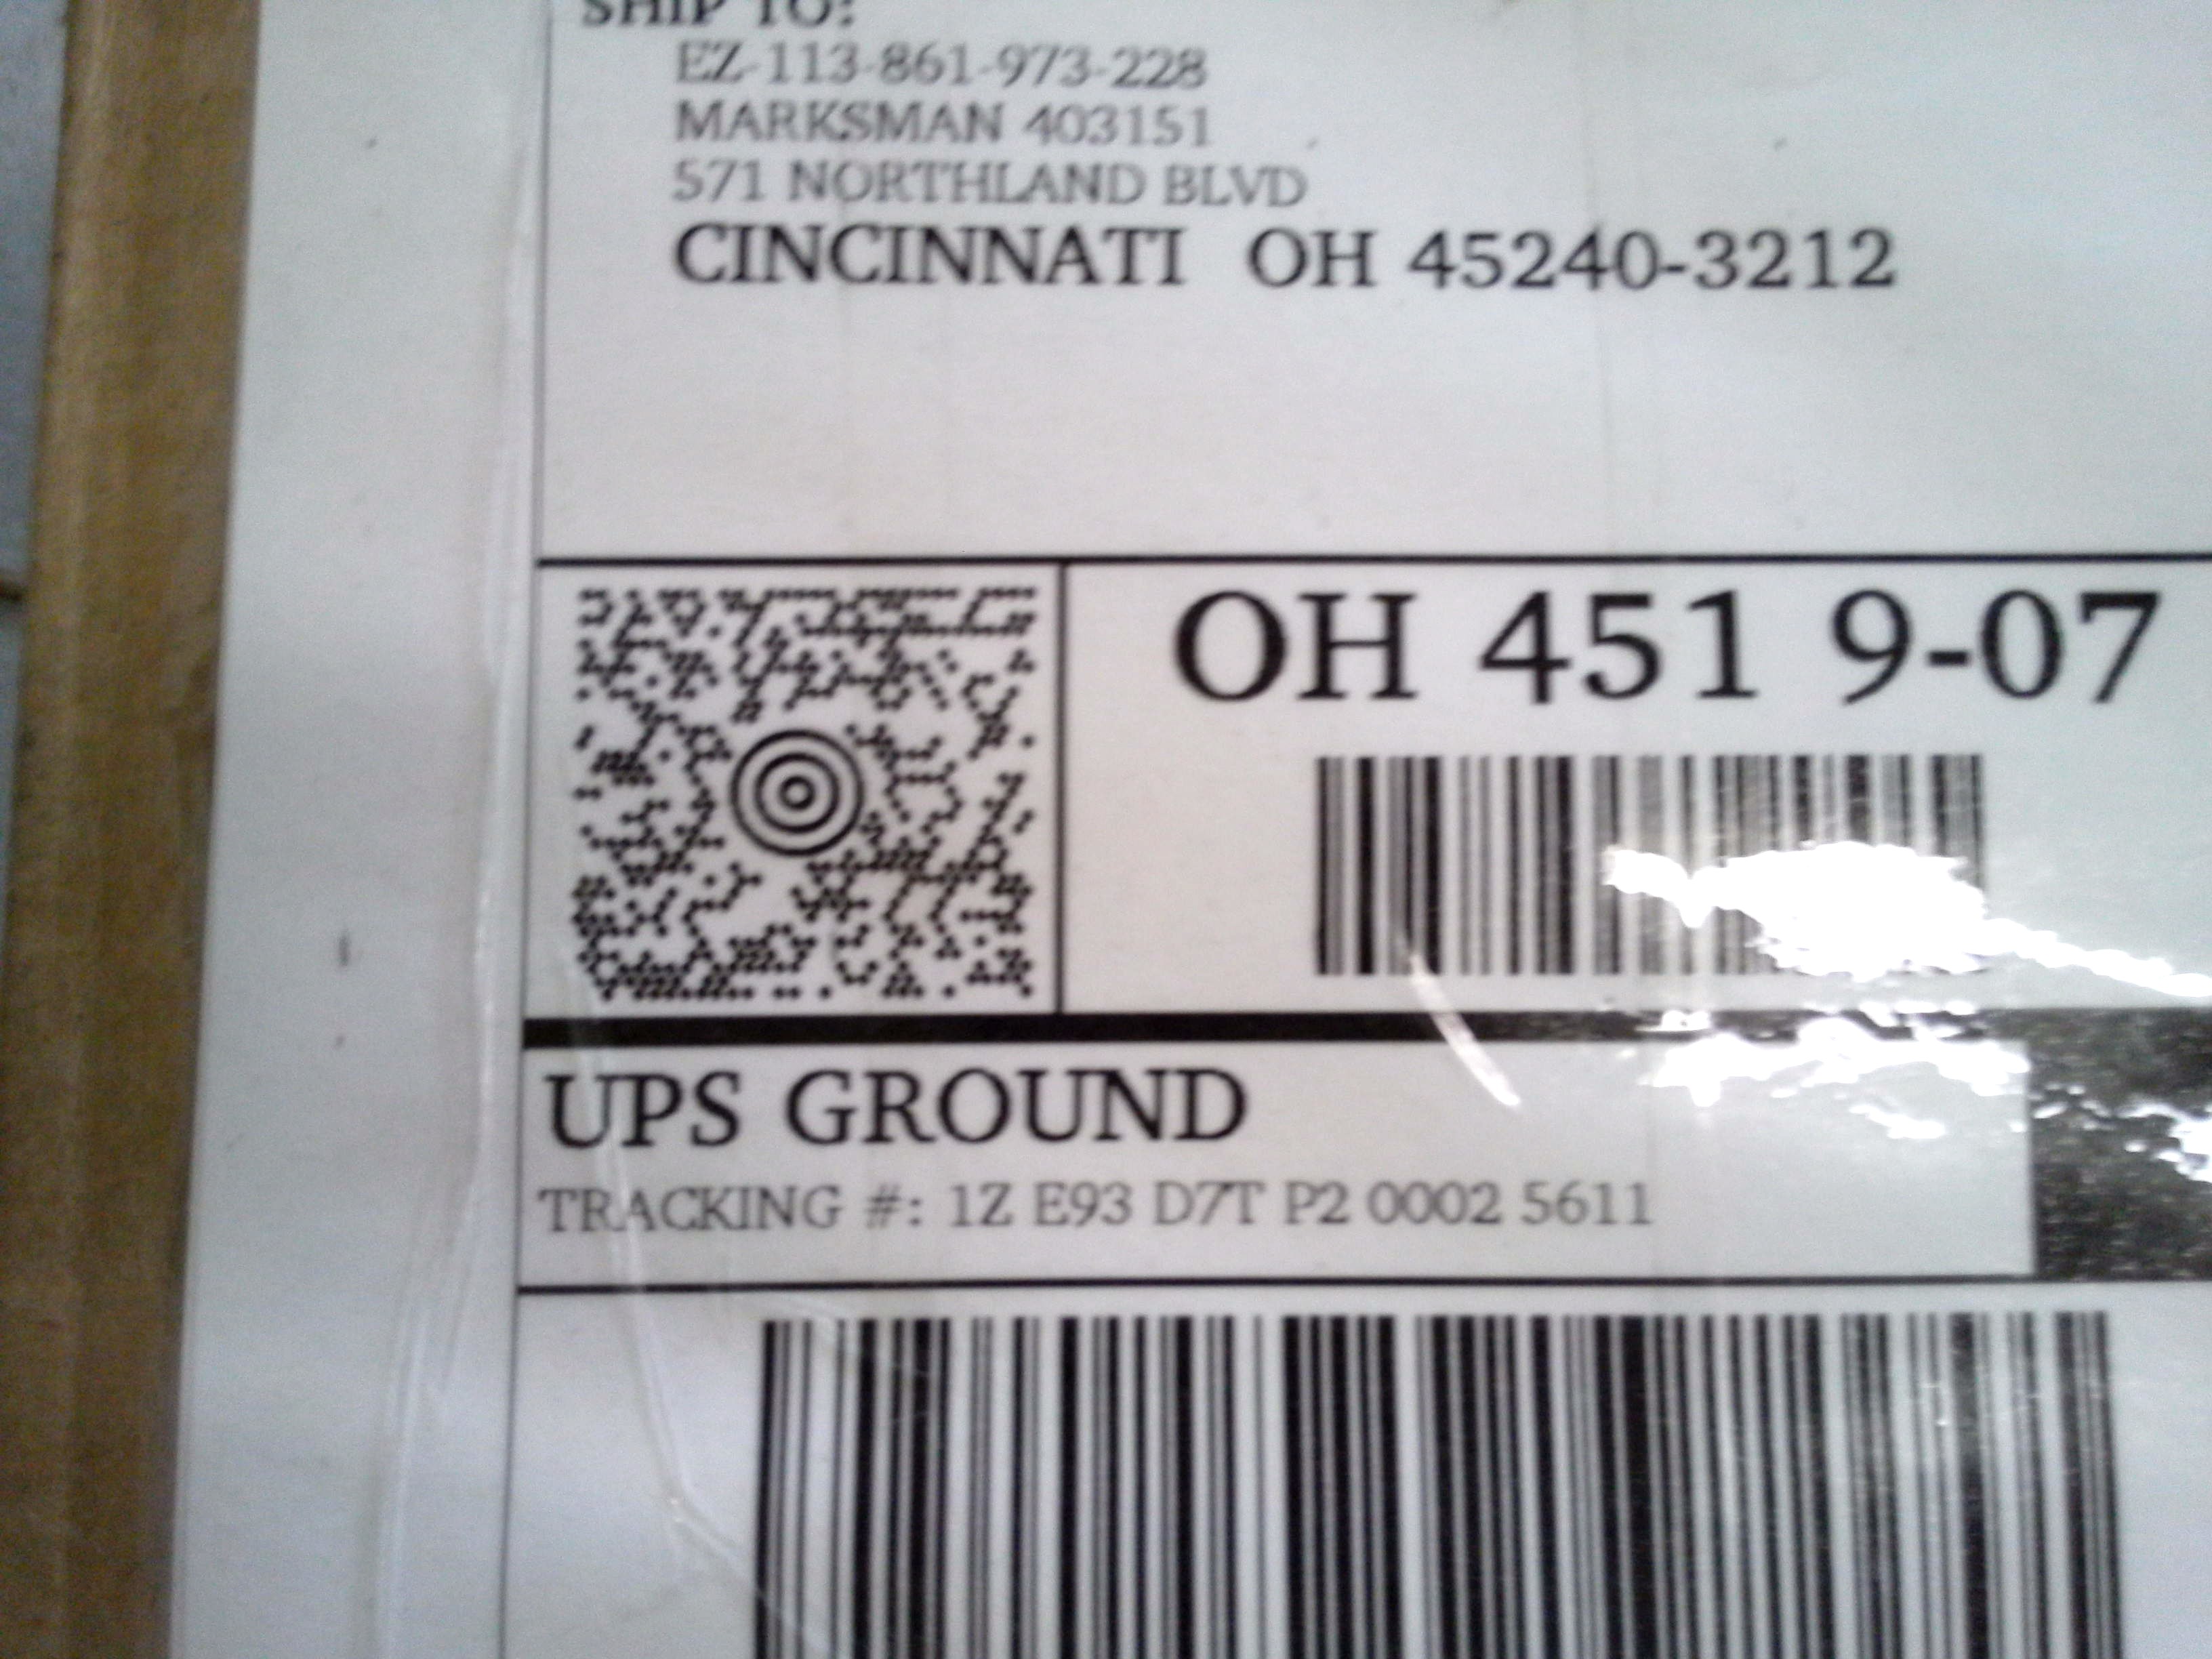 SHIP TO:
EZ-113-861-973-228
MARKSMAN 403151
571 NORTHLAND BLVD
CINCINNATI OH 45240-3212
OH 451 9-07
UPS GROUND
TRACKING #: 1Z E93 D7T P2 0002 5611